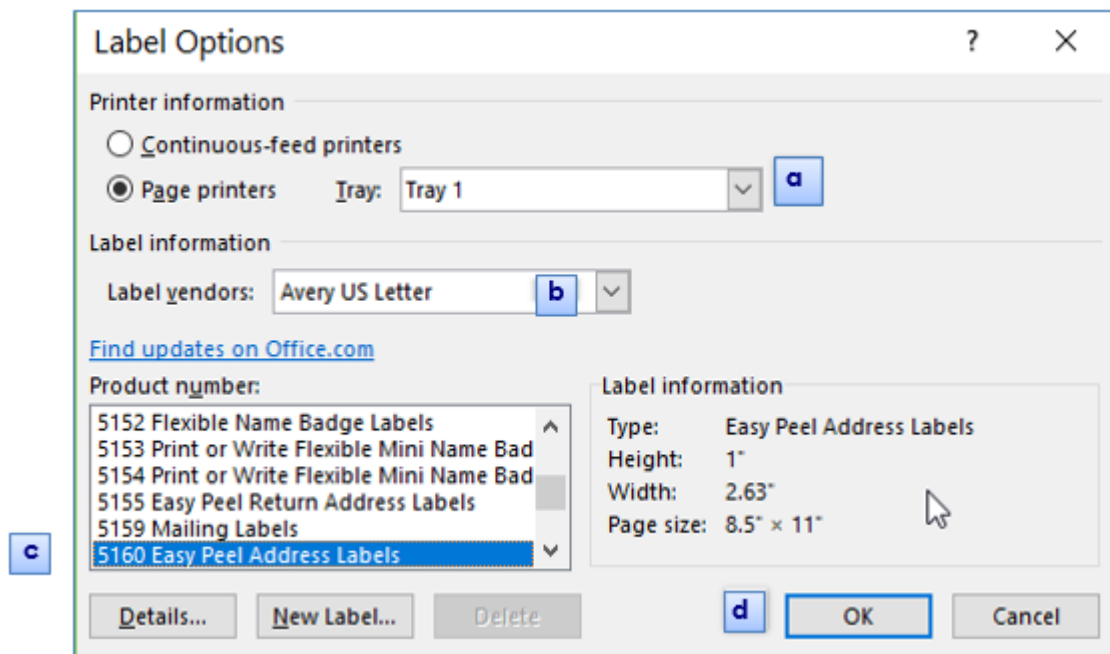 Label Options ? ×
Printer information
Continuous-feed printers
Page printers Tray: Tray 1 a
Label information
Label vendors: Avery US Letter b
Find updates on Office.com
Product number:
5152 Flexible Name Badge Labels
5153 Print or Write Flexible Mini Name Bad
5154 Print or Write Flexible Mini Name Bad
5155 Easy Peel Return Address Labels
5159 Mailing Labels
c 5160 Easy Peel Address Labels
Label information
Type: Easy Peel Address Labels
Height: 1"
Width: 2.63"
Page size: 8.5" × 11"
Details... New Label... Delete d OK Cancel